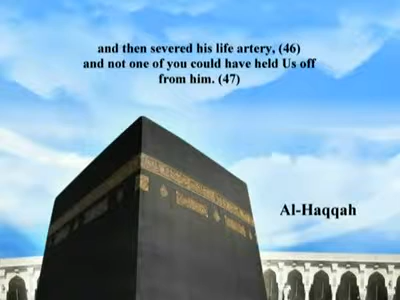 and then severed his life artery, (46)
and not one of you could have held Us off
from him. (47)
Al-Haqqah